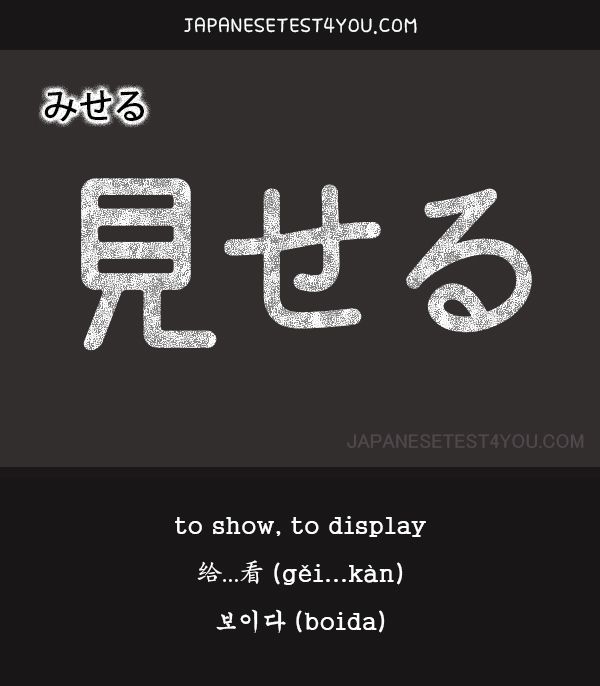 JAPANESETEST4YOU.COM
みせる
見せる
JAPANESETEST4YOU.COM
to show, to display
给...看 (gěi...kàn)
보이다 (boida)